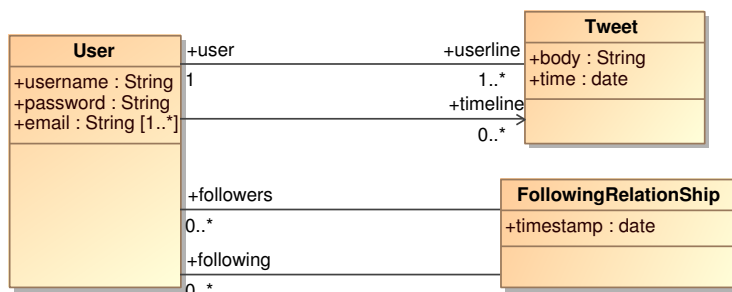 User
+username : String
+password : String
+email : String [1..*]
+user
1
+userline
1..*
+timeline
0..*
Tweet
+body : String
+time : date
+followers
0..*
+following
0..*
FollowingRelationShip
+timestamp : date